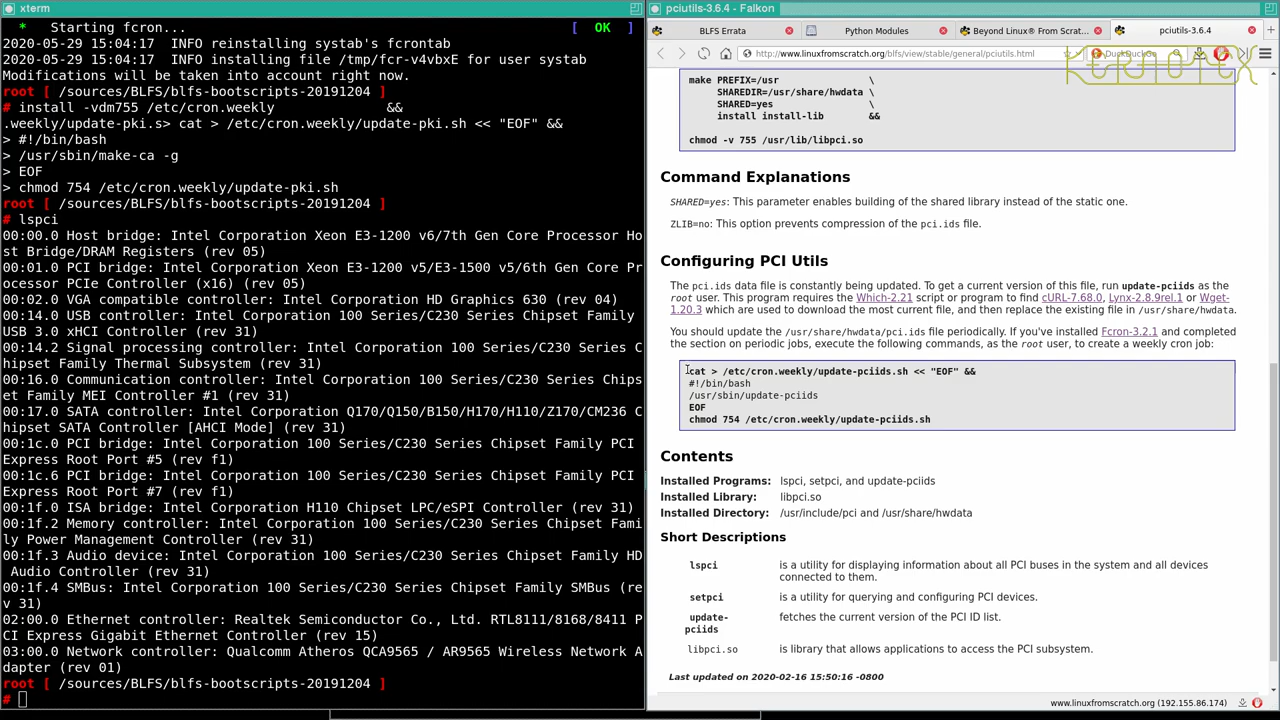 xterm
*   Starting fcron...                                                    [  OK  ]
2020-05-29 15:04:17  INFO reinstalling systab's fcrontab
2020-05-29 15:04:17  INFO installing file /tmp/fcr-v4vbxE for user systab
Modifications will be taken into account right now.
root [ /sources/BLFS/blfs-bootscripts-20191204 ]
# install -vdm755 /etc/cron.weekly              &&
.weekly/update-pki.s> cat > /etc/cron.weekly/update-pki.sh << "EOF" &&
> #!/bin/bash
> /usr/sbin/make-ca -g
> EOF
> chmod 754 /etc/cron.weekly/update-pki.sh
root [ /sources/BLFS/blfs-bootscripts-20191204 ]
# lspci
00:00.0 Host bridge: Intel Corporation Xeon E3-1200 v6/7th Gen Core Processor Ho
st Bridge/DRAM Registers (rev 05)
00:01.0 PCI bridge: Intel Corporation Xeon E3-1200 v5/E3-1500 v5/6th Gen Core Pr
ocessor PCIe Controller (x16) (rev 05)
00:02.0 VGA compatible controller: Intel Corporation HD Graphics 630 (rev 04)
00:14.0 USB controller: Intel Corporation 100 Series/C230 Series Chipset Family
USB 3.0 xHCI Controller (rev 31)
00:14.2 Signal processing controller: Intel Corporation 100 Series/C230 Series C
hipset Family Thermal Subsystem (rev 31)
00:16.0 Communication controller: Intel Corporation 100 Series/C230 Series Chips
et Family MEI Controller #1 (rev 31)
00:17.0 SATA controller: Intel Corporation Q170/Q150/B150/H170/H110/Z170/CM236 C
hipset SATA Controller [AHCI Mode] (rev 31)
00:1c.0 PCI bridge: Intel Corporation 100 Series/C230 Series Chipset Family PCI
Express Root Port #5 (rev f1)
00:1c.6 PCI bridge: Intel Corporation 100 Series/C230 Series Chipset Family PCI
Express Root Port #7 (rev f1)
00:1f.0 ISA bridge: Intel Corporation H110 Chipset LPC/eSPI Controller (rev 31)
00:1f.2 Memory controller: Intel Corporation 100 Series/C230 Series Chipset Fami
ly Power Management Controller (rev 31)
00:1f.3 Audio device: Intel Corporation 100 Series/C230 Series Chipset Family HD
 Audio Controller (rev 31)
00:1f.4 SMBus: Intel Corporation 100 Series/C230 Series Chipset Family SMBus (re
v 31)
02:00.0 Ethernet controller: Realtek Semiconductor Co., Ltd. RTL8111/8168/8411 P
CI Express Gigabit Ethernet Controller (rev 15)
03:00.0 Network controller: Qualcomm Atheros QCA9565 / AR9565 Wireless Network A
dapter (rev 01)
root [ /sources/BLFS/blfs-bootscripts-20191204 ]
#
pciutils-3.6.4 - Falkon
BLFS Errata
Python Modules
Beyond Linux® From Scrat...
pciutils-3.6.4
http://www.linuxfromscratch.org/blfs/view/stable/general/pciutils.html
DuckDuckGo
make PREFIX=/usr                \
SHAREDIR=/usr/share/hwdata \
SHARED=yes                 \
install install-lib        &&
chmod -v 755 /usr/lib/libpci.so
Command Explanations
SHARED=yes: This parameter enables building of the shared library instead of the static one.
ZLIB=no: This option prevents compression of the pci.ids file.
Configuring PCI Utils
The pci.ids data file is constantly being updated. To get a current version of this file, run update-pciids as the
root user. This program requires the Which-2.21 script or program to find cURL-7.68.0, Lynx-2.8.9rel.1 or Wget-
1.20.3 which are used to download the most current file, and then replace the existing file in /usr/share/hwdata.
You should update the /usr/share/hwdata/pci.ids file periodically. If you've installed Fcron-3.2.1 and completed
the section on periodic jobs, execute the following commands, as the root user, to create a weekly cron job:
cat > /etc/cron.weekly/update-pciids.sh << "EOF" &&
#!/bin/bash
/usr/sbin/update-pciids
EOF
chmod 754 /etc/cron.weekly/update-pciids.sh
Contents
Installed Programs: lspci, setpci, and update-pciids
Installed Library: libpci.so
Installed Directory: /usr/include/pci and /usr/share/hwdata
Short Descriptions
lspci is a utility for displaying information about all PCI buses in the system and all devices
connected to them.
setpci is a utility for querying and configuring PCI devices.
update- fetches the current version of the PCI ID list.
pciids
libpci.so is library that allows applications to access the PCI subsystem.
Last updated on 2020-02-16 15:50:16 -0800
www.linuxfromscratch.org (192.155.86.174)